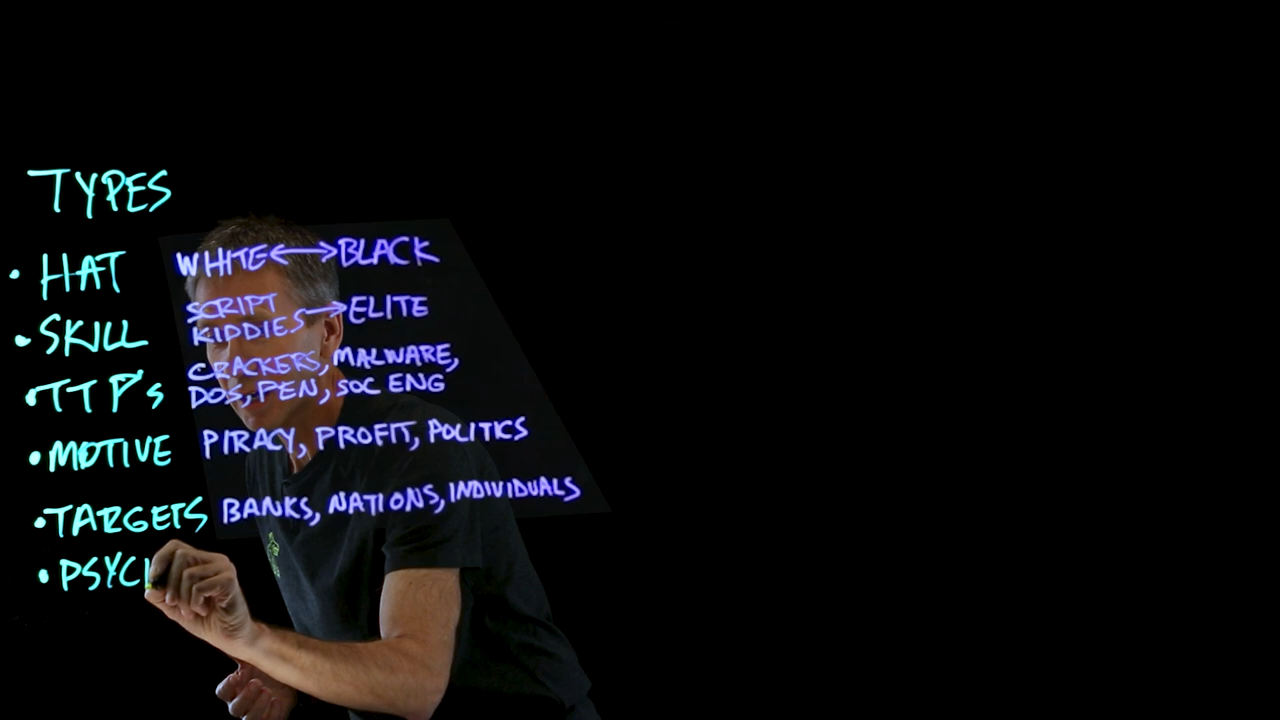 TYPES
• HAT WHITE ↔ BLACK
• SKILL SCRIPT KIDDIES → ELITE
• TTP's CRACKERS, MALWARE,
DOS, PEN, SOC ENG
• MOTIVE PIRACY, PROFIT, POLITICS
• TARGETS BANKS, NATIONS, INDIVIDUALS
• PSYC